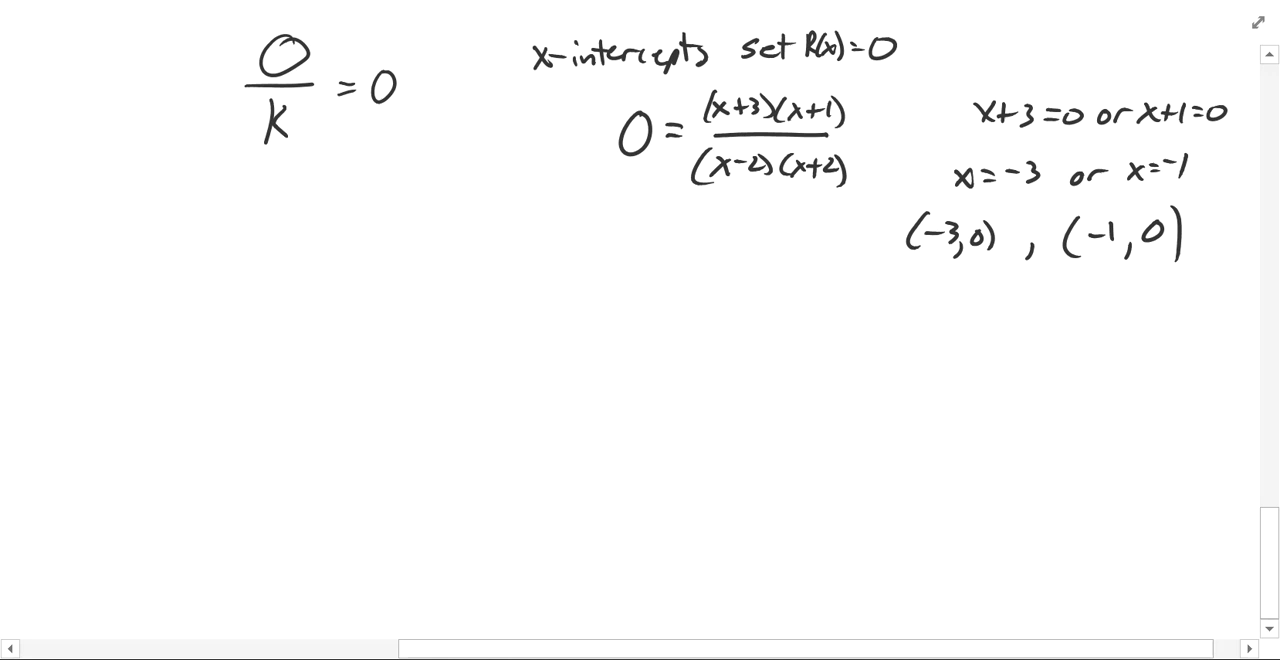 0/K = 0
x-intercepts set R(x)=0
0 = (x+3)(x+1)/(x-2)(x+2)
x+3=0 or x+1=0
x=-3 or x=-1
(-3,0) , (-1,0)